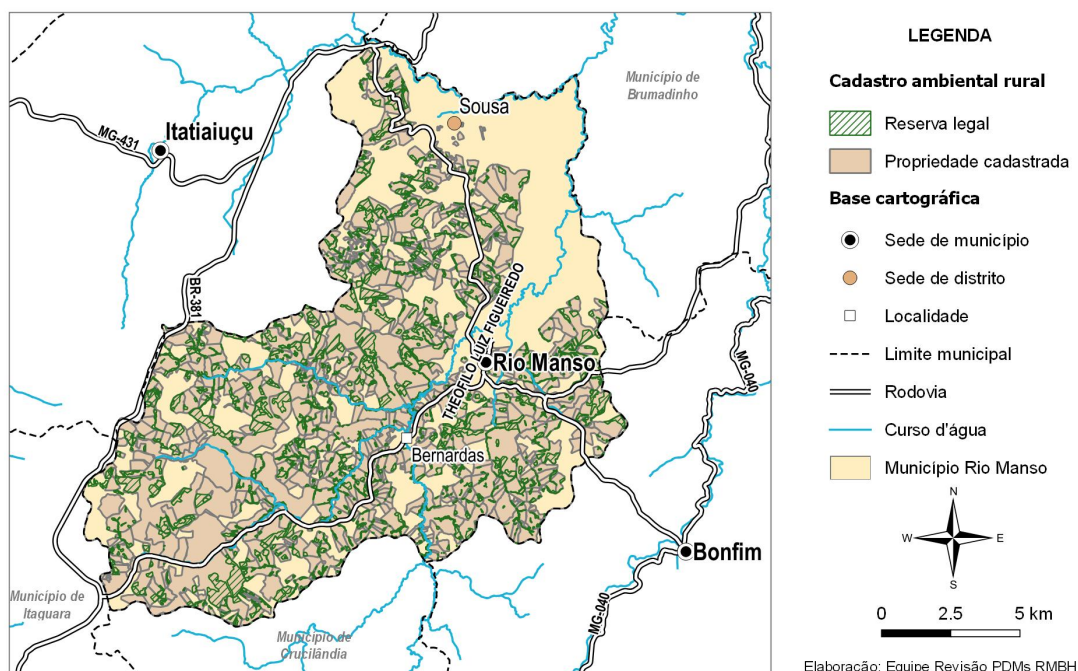 Município de
Brumadinho
Sousa
Itatiaiuçu
MG-431
BR-381
THEOFILO LUIZ FIGUEIREDO
Rio Manso
MG-040
Bernardas
Bonfim
Município de
Itaguara
Município de
Crucilândia
MG-040
LEGENDA
Cadastro ambiental rural
Reserva legal
Propriedade cadastrada
Base cartográfica
Sede de município
Sede de distrito
Localidade
Limite municipal
Rodovia
Curso d'água
Município Rio Manso
N
W
E
S
0 2.5 5 km
Elaboração: Equipe Revisão PDMs RMBH